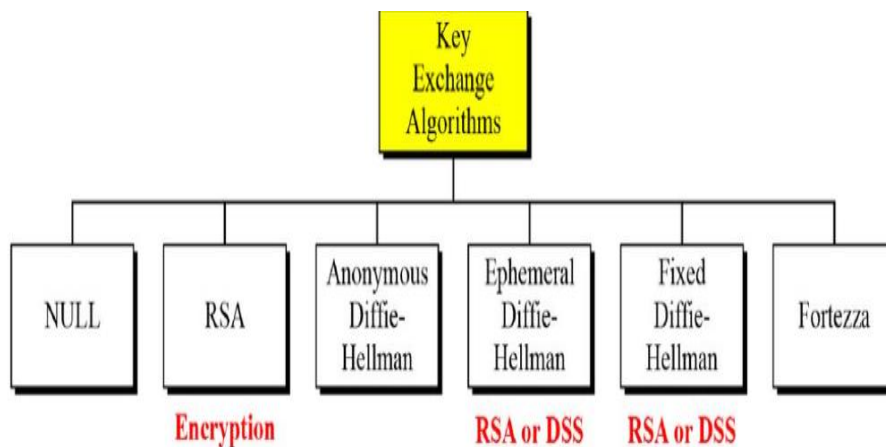 Key
Exchange
Algorithms
NULL
RSA
Anonymous
Diffie-
Hellman
Ephemeral
Diffie-
Hellman
Fixed
Diffie-
Hellman
Fortezza
Encryption
RSA or DSS
RSA or DSS